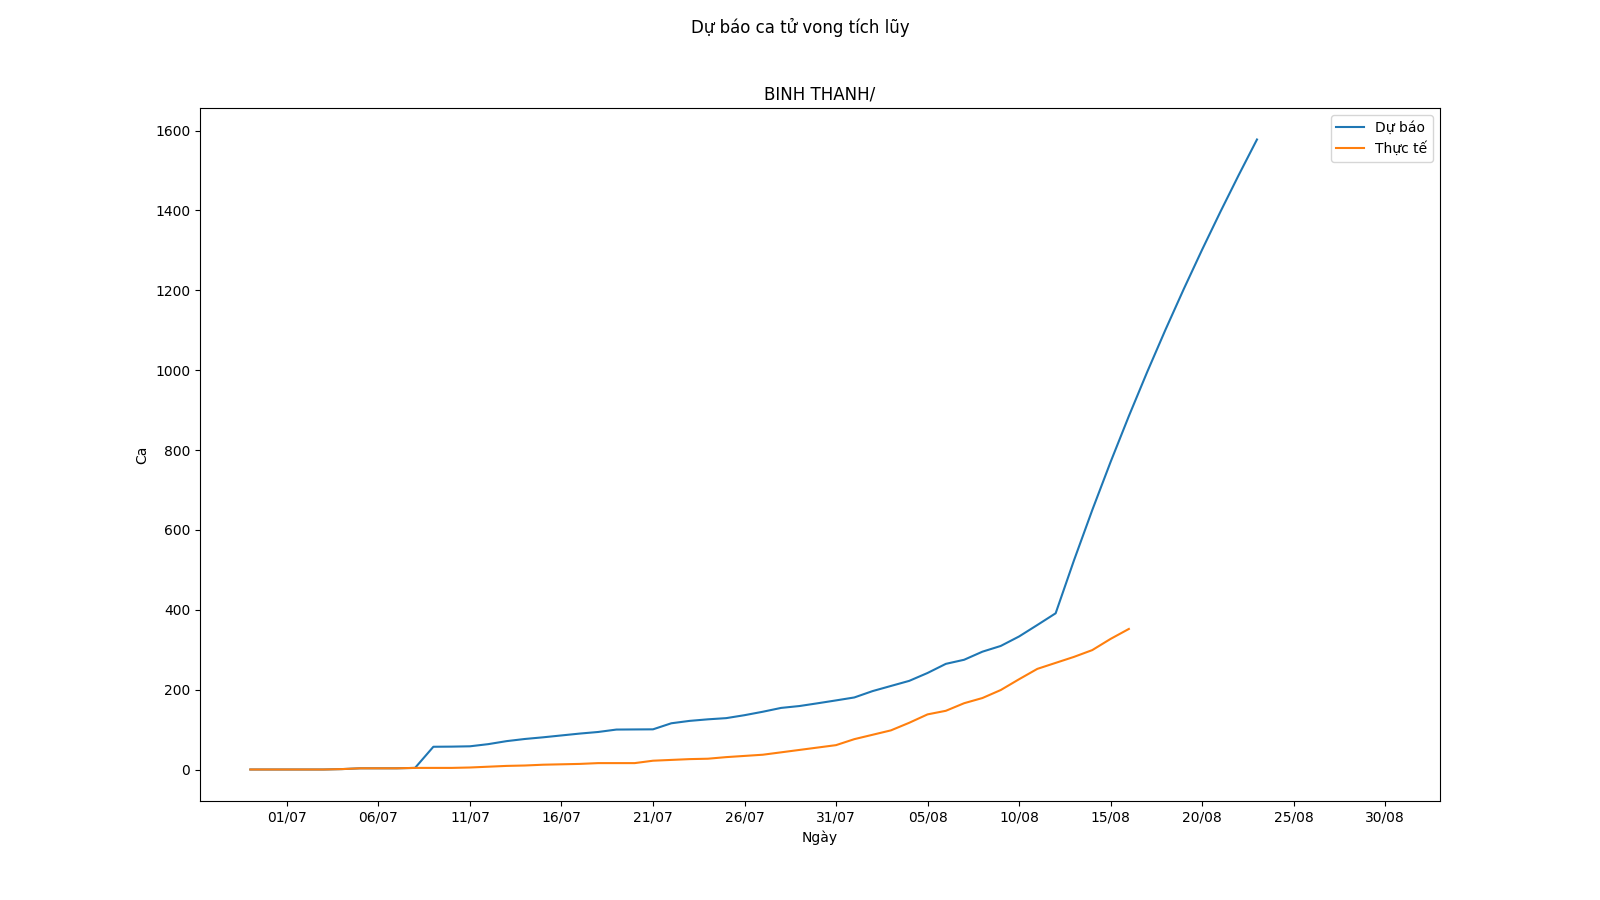 Dự báo ca tử vong tích lũy
BINH THANH/
Dự báo
Thực tế
1600
1400
1200
1000
800
600
400
200
0
Ca
01/07 06/07 11/07 16/07 21/07 26/07 31/07 05/08 10/08 15/08 20/08 25/08 30/08
Ngày